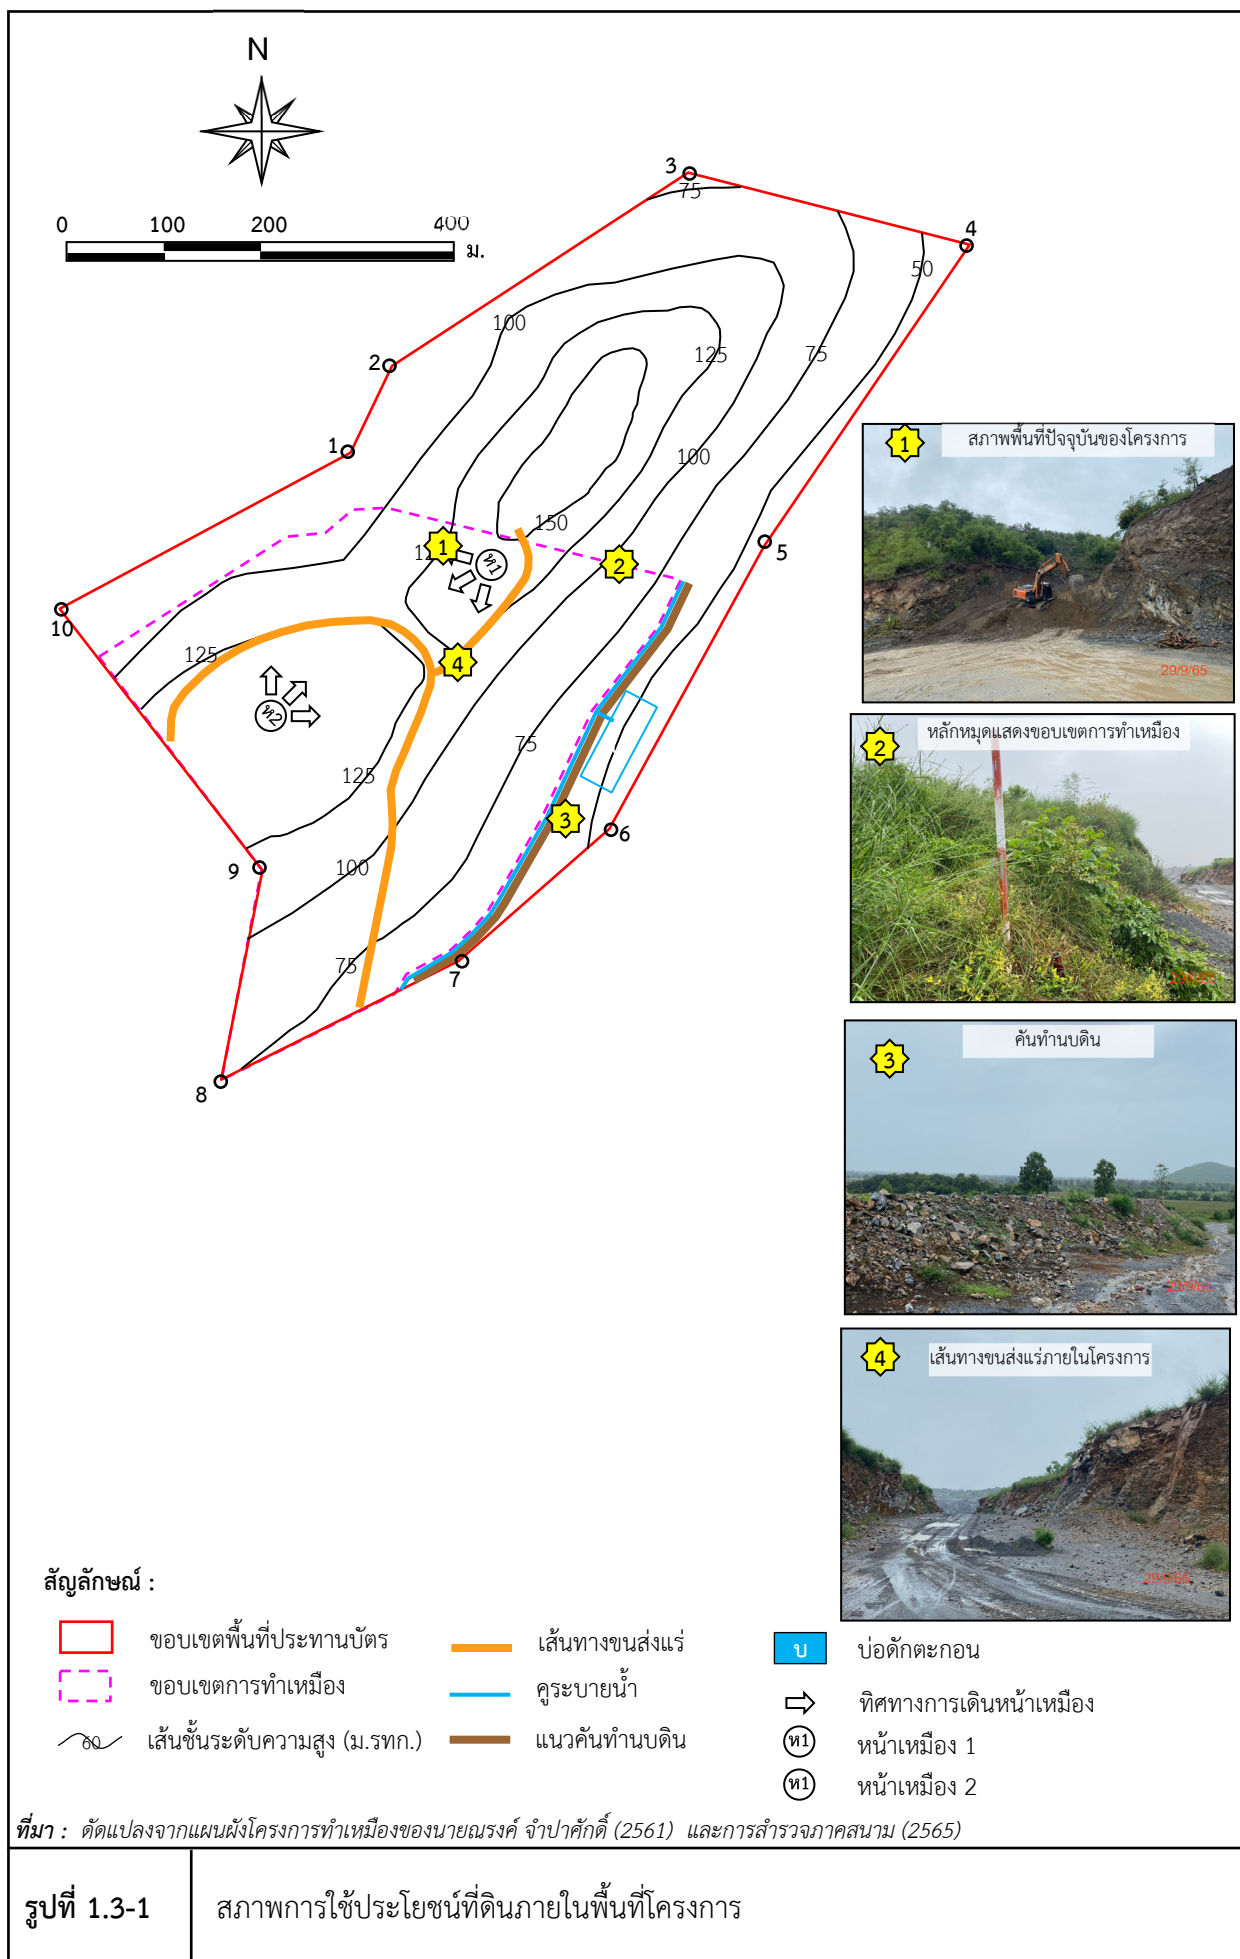 N
0 100 200 400
ม.
3
75
4
50
100
2
125
75
1
100
150
1
ห1
2
5
10
125
4
ห2
75
125
3
6
9
100
75
7
8
1 สภาพพื้นที่ปัจจุบันของโครงการ
29/9/65
2 หลักหมุดแสดงขอบเขตการทำเหมือง
3 คันทำนบดิน
29/9/65
4 เส้นทางขนส่งแร่ภายในโครงการ
29/9/65
สัญลักษณ์ :
ขอบเขตพื้นที่ประทานบัตร
ขอบเขตการทำเหมือง
60 เส้นชั้นระดับความสูง (ม.รทก.)
เส้นทางขนส่งแร่
คูระบายน้ำ
แนวคันทำนบดิน
บ บ่อดักตะกอน
ทิศทางการเดินหน้าเหมือง
ห1 หน้าเหมือง 1
ห1 หน้าเหมือง 2
ที่มา : ดัดแปลงจากแผนผังโครงการทำเหมืองของนายณรงค์ จำปาศักดิ์ (2561) และการสำรวจภาคสนาม (2565)
รูปที่ 1.3-1 สภาพการใช้ประโยชน์ที่ดินภายในพื้นที่โครงการ